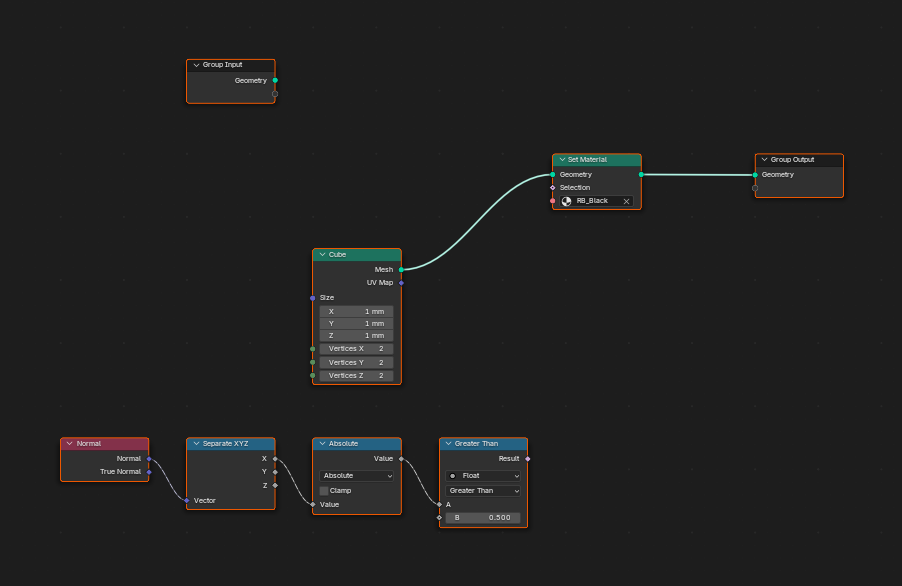 Group Input
Geometry
Set Material
Geometry
Selection
RB_Black
Group Output
Geometry
Cube
Mesh
UV Map
Size
X 1 mm
Y 1 mm
Z 1 mm
Vertices X 2
Vertices Y 2
Vertices Z 2
Normal
Normal
True Normal
Separate XYZ
X
Y
Z
Vector
Absolute
Value
Absolute
Clamp
Value
Greater Than
Result
Float
Greater Than
A
B 0.500